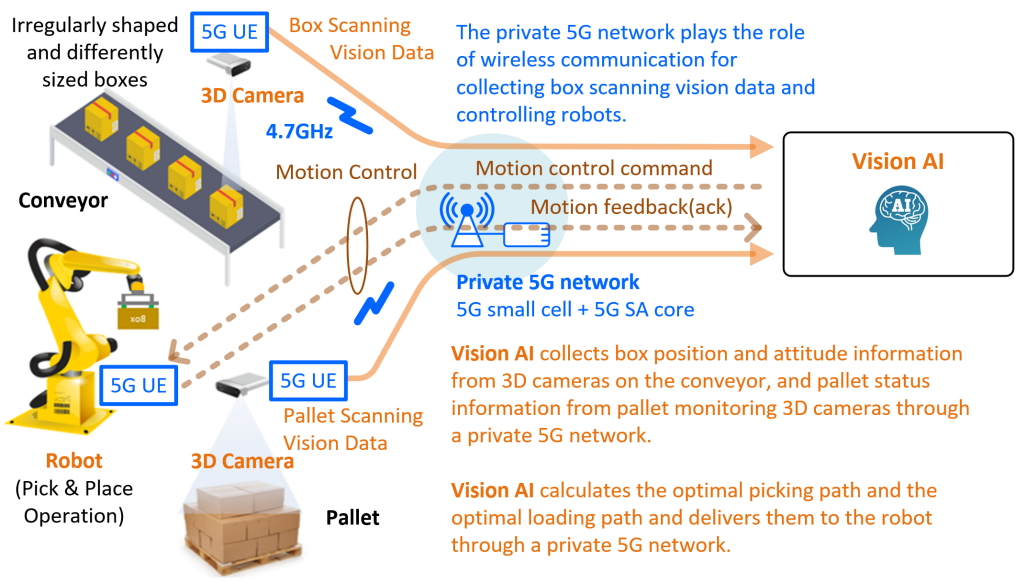 Irregularly shaped
and differently
sized boxes
5G UE
Box Scanning
Vision Data
3D Camera
4.7GHz
The private 5G network plays the role
of wireless communication for
collecting box scanning vision data and
controlling robots.
Conveyor
Motion Control
Motion control command
Motion feedback(ack)
Vision AI
AI
Private 5G network
5G small cell + 5G SA core
Box
5G UE
Robot
(Pick & Place
Operation)
5G UE
Pallet Scanning
Vision Data
3D Camera
Pallet
Vision AI collects box position and attitude information
from 3D cameras on the conveyor, and pallet status
information from pallet monitoring 3D cameras through
a private 5G network.
Vision AI calculates the optimal picking path and the
optimal loading path and delivers them to the robot
through a private 5G network.